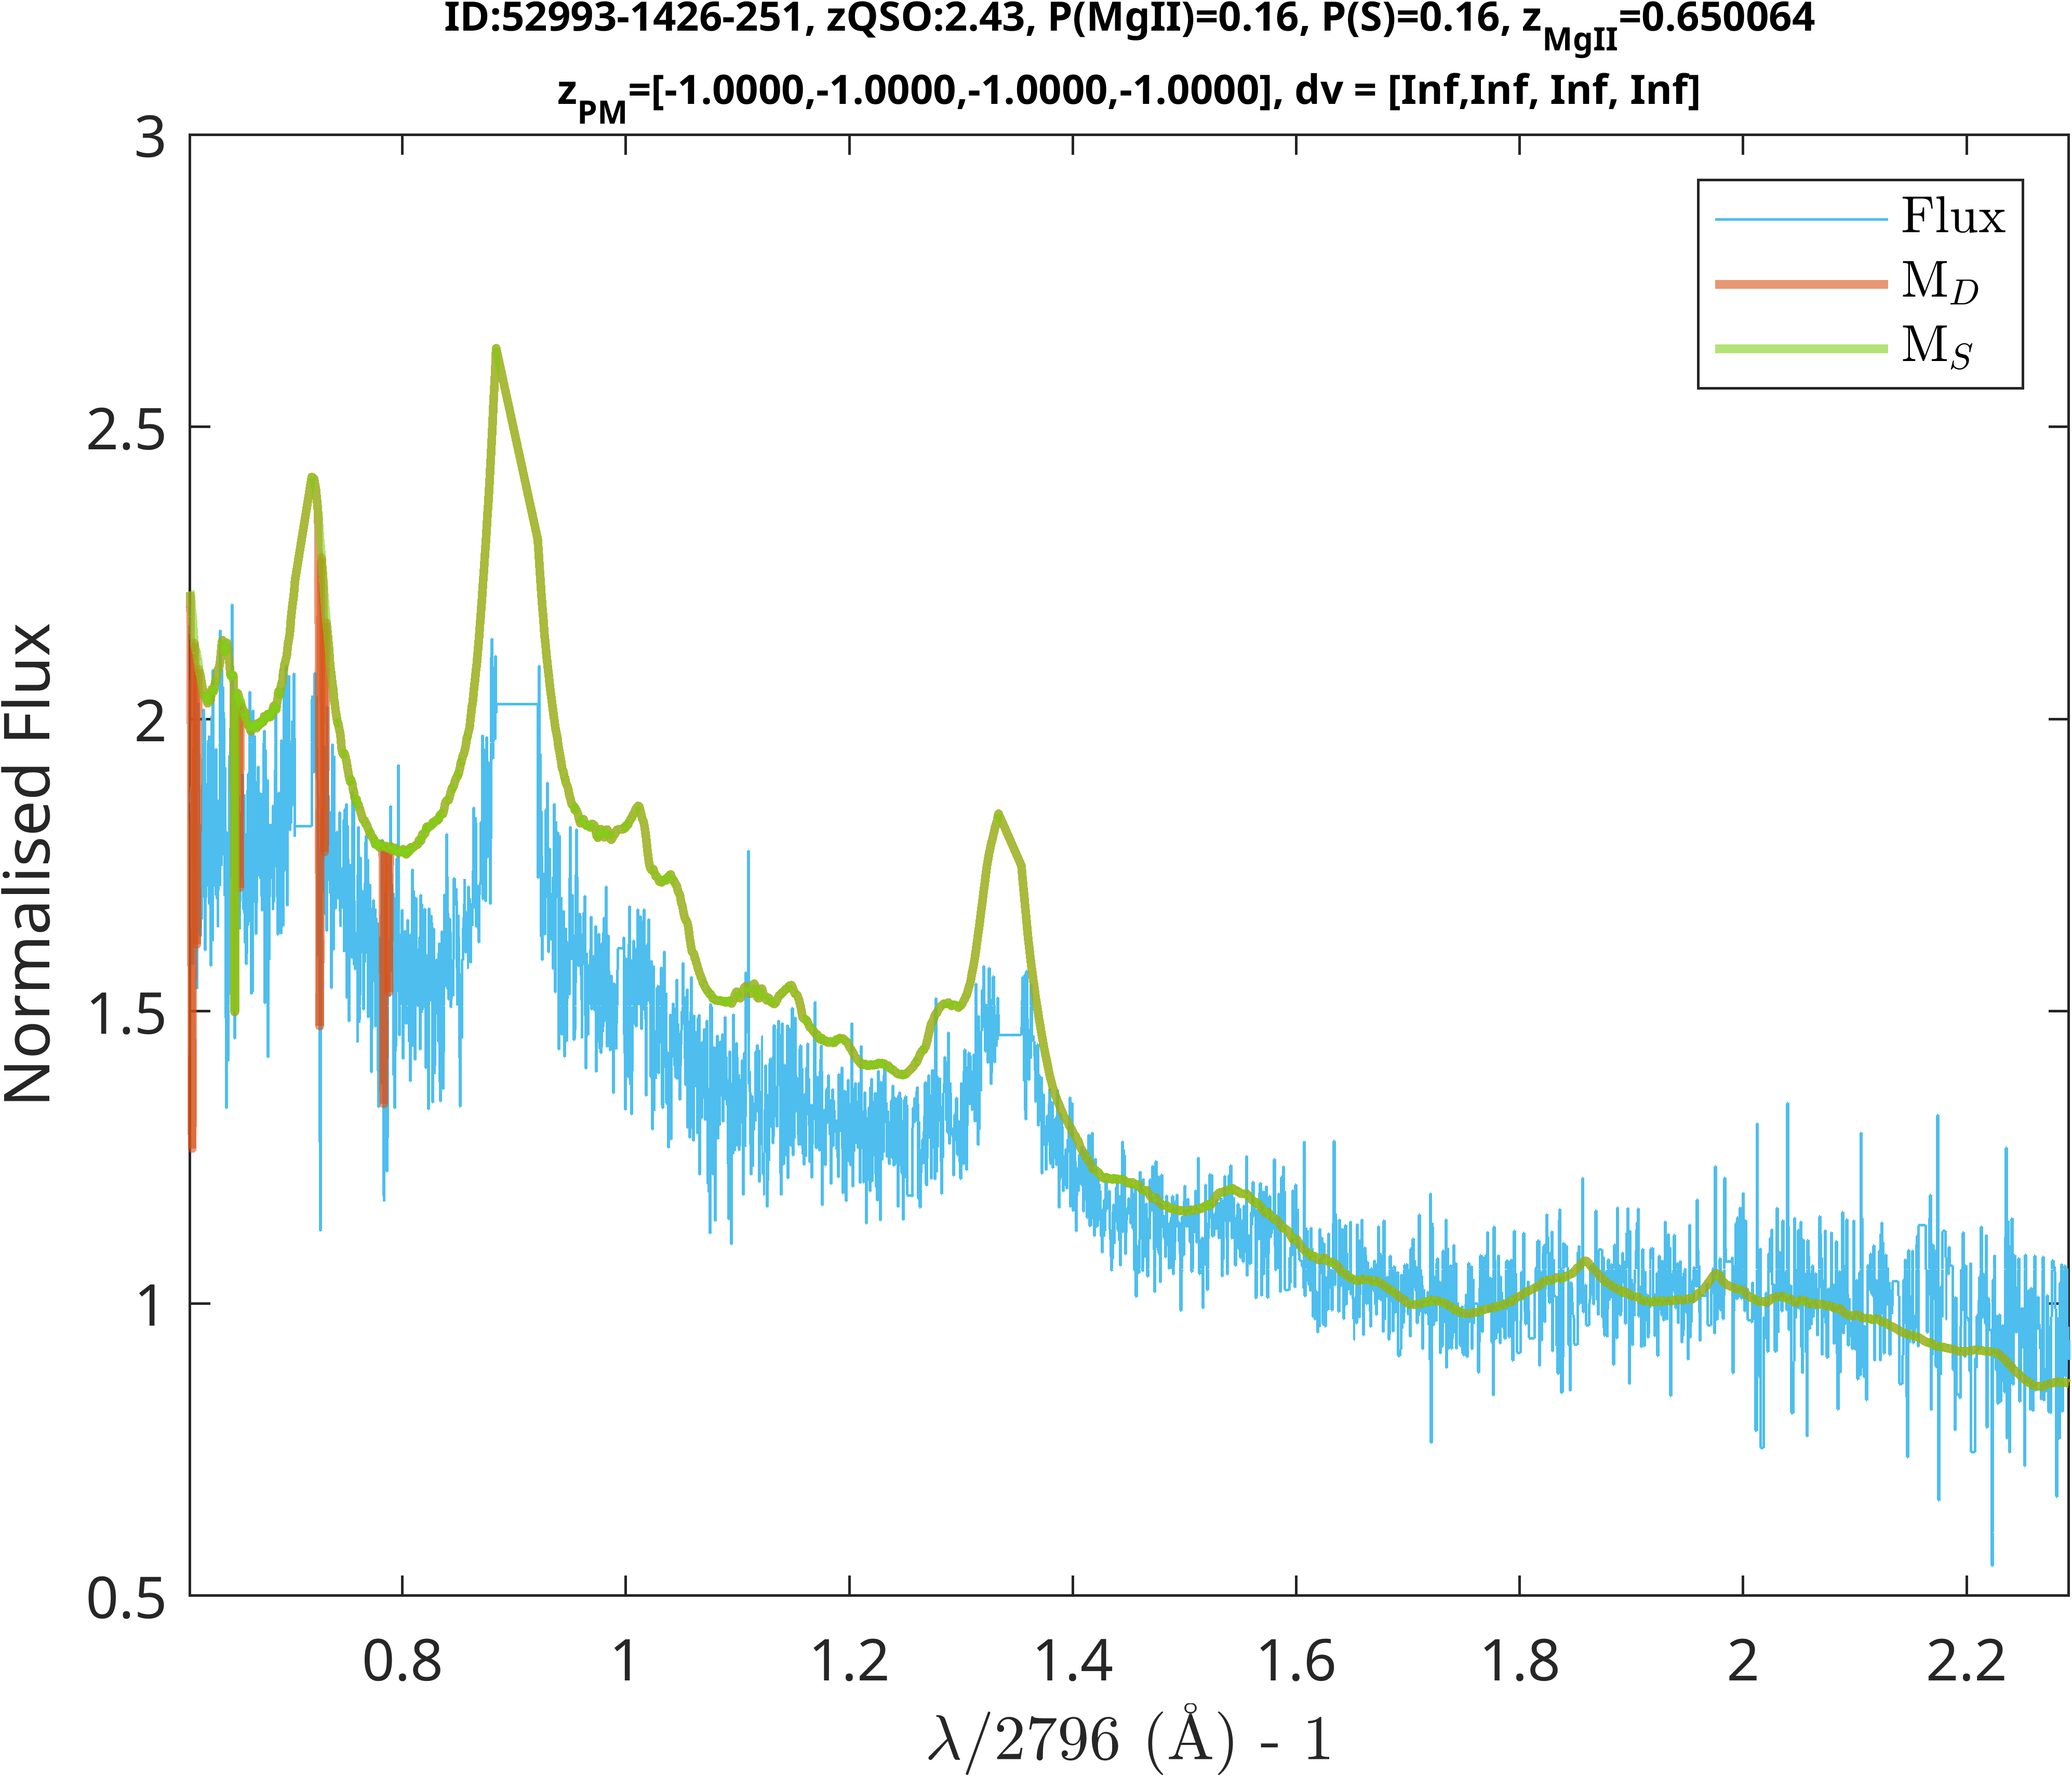 ID:52993-1426-251, zQSO:2.43, P(MgII)=0.16, P(S)=0.16, zMgII=0.650064
zPM=[-1.0000,-1.0000,-1.0000,-1.0000], dv = [Inf,Inf, Inf, Inf]
3
2.5
2
1.5
1
0.5
Normalised Flux
Flux
MD
MS
0.8
1
1.2
1.4
1.6
1.8
2
2.2
λ/2796 (Å) - 1